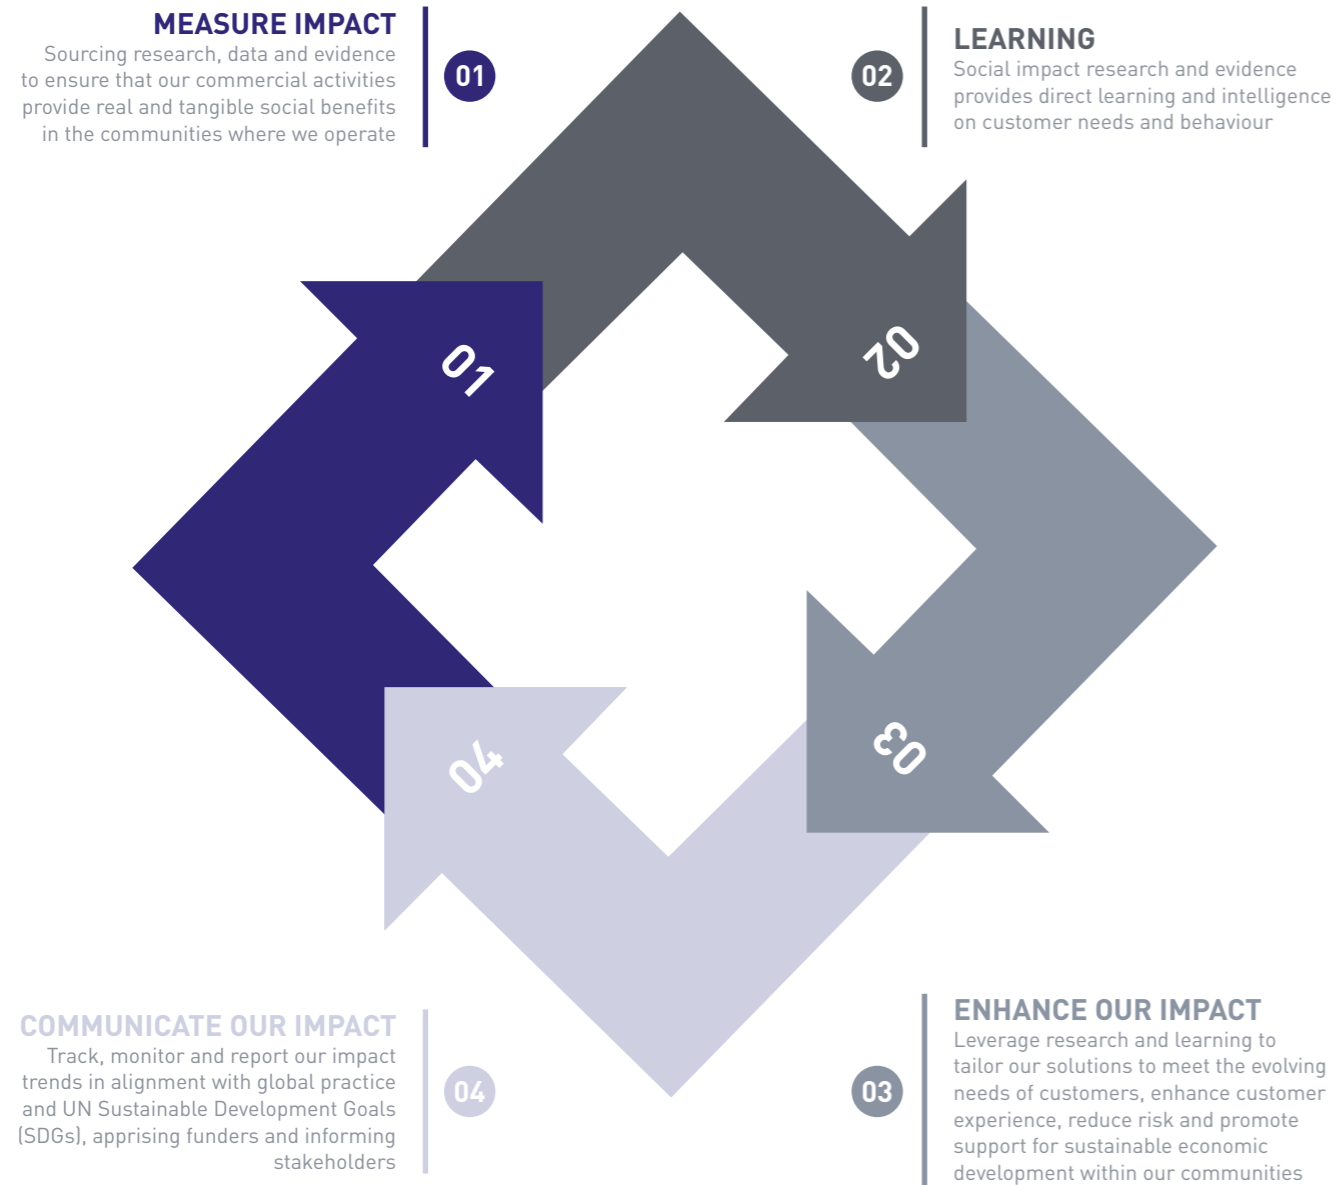 MEASURE IMPACT
Sourcing research, data and evidence
to ensure that our commercial activities
provide real and tangible social benefits
in the communities where we operate
01
02
LEARNING
Social impact research and evidence
provides direct learning and intelligence
on customer needs and behaviour
01
02
04
03
COMMUNICATE OUR IMPACT
Track, monitor and report our impact
trends in alignment with global practice
and UN Sustainable Development Goals
(SDGs), apprising funders and informing
stakeholders
04
03
ENHANCE OUR IMPACT
Leverage research and learning to
tailor our solutions to meet the evolving
needs of customers, enhance customer
experience, reduce risk and promote
support for sustainable economic
development within our communities